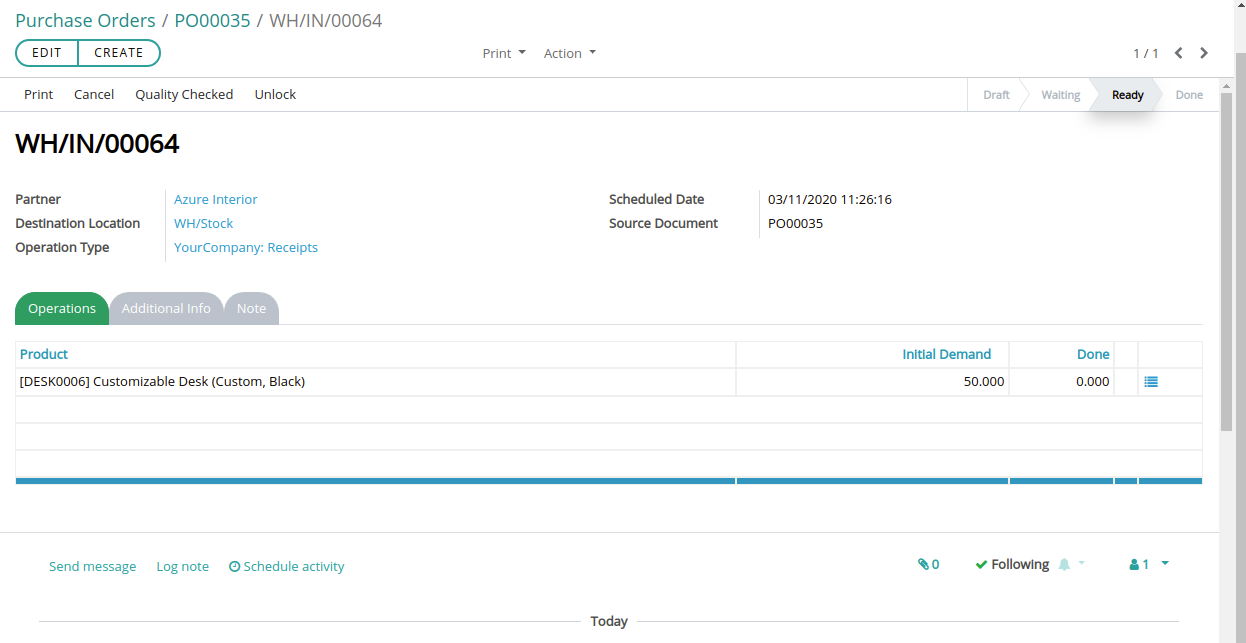 Purchase Orders / PO00035 / WH/IN/00064
EDIT CREATE Print Action 1 / 1
Print Cancel Quality Checked Unlock Draft Waiting Ready Done
WH/IN/00064
Partner Azure Interior Scheduled Date 03/11/2020 11:26:16
Destination Location WH/Stock Source Document PO00035
Operation Type YourCompany: Receipts
Operations Additional Info Note
Product Initial Demand Done
[DESK0006] Customizable Desk (Custom, Black) 50.000 0.000
Send message Log note Schedule activity 0 Following 1
Today